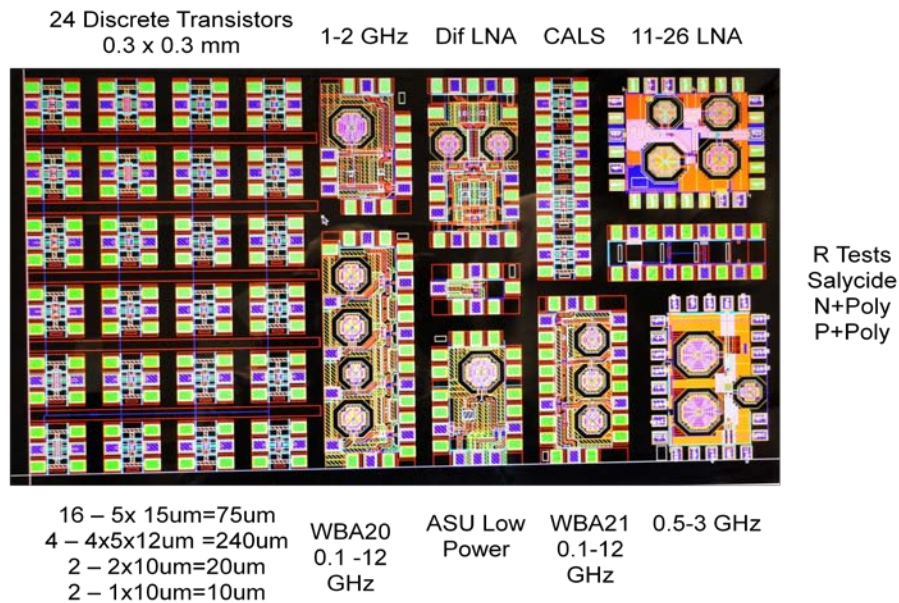 24 Discrete Transistors
0.3 x 0.3 mm
1-2 GHz
Dif LNA
CALS
11-26 LNA
R Tests
Salycide
N+Poly
P+Poly
16 – 5x 15um=75um
4 – 4x5x12um =240um
2 – 2x10um=20um
2 – 1x10um=10um
WBA20
0.1 -12
GHz
ASU Low
Power
WBA21
0.1-12
GHz
0.5-3 GHz